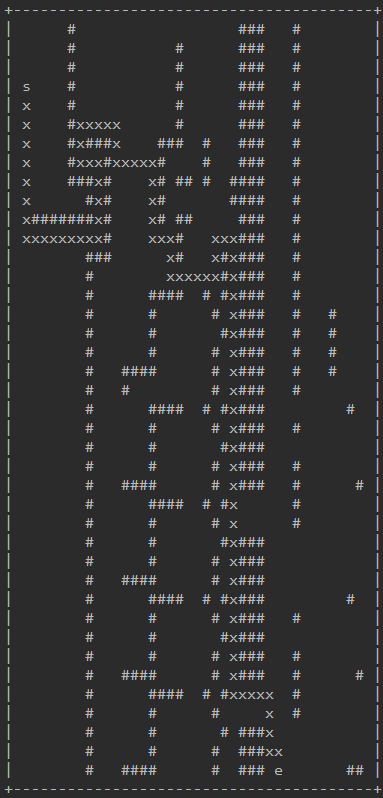 +----------------------------------------+
|      #                  ###   #        |
|      #           #      ###   #        |
|      #           #      ###   #        |
| s    #           #      ###   #        |
| x    #           #      ###   #        |
| x    #xxxxx      #      ###   #        |
| x    #x###x    ###  #   ###   #        |
| x    #xxx#xxxxx#    #   ###   #        |
| x    ###x#    x# ## #  ####   #        |
| x      #x#    x#       ####   #        |
| x#######x#    x# ##     ###   #        |
| xxxxxxxxx#    xxx#   xxx###   #        |
|        ###      x#   x#x###   #        |
|        #        xxxxxx#x###   #        |
|        #      ####  # #x###   #        |
|        #      #      # x###   #   #    |
|        #      #       #x###   #   #    |
|        #      #      # x###   #   #    |
|        #   ####      # x###   #   #    |
|        #   #         # x###   #        |
|        #      ####  # #x###         #  |
|        #      #      # x###   #        |
|        #      #       #x###            |
|        #      #      # x###   #        |
|        #   ####      # x###   #      # |
|        #      ####  # #x      #        |
|        #      #      # x      #        |
|        #      #       #x###            |
|        #      #      # x###            |
|        #   ####      # x###            |
|        #      ####  # #x###         #  |
|        #      #      # x###   #        |
|        #      #       #x###            |
|        #      #      # x###   #        |
|        #   ####      # x###   #      # |
|        #      ####  # #xxxxx  #        |
|        #      #      #     x  #        |
|        #      #       # ###x           |
|        #      #      #  ###xx          |
|        #   ####      #  ### e       ## |
+----------------------------------------+